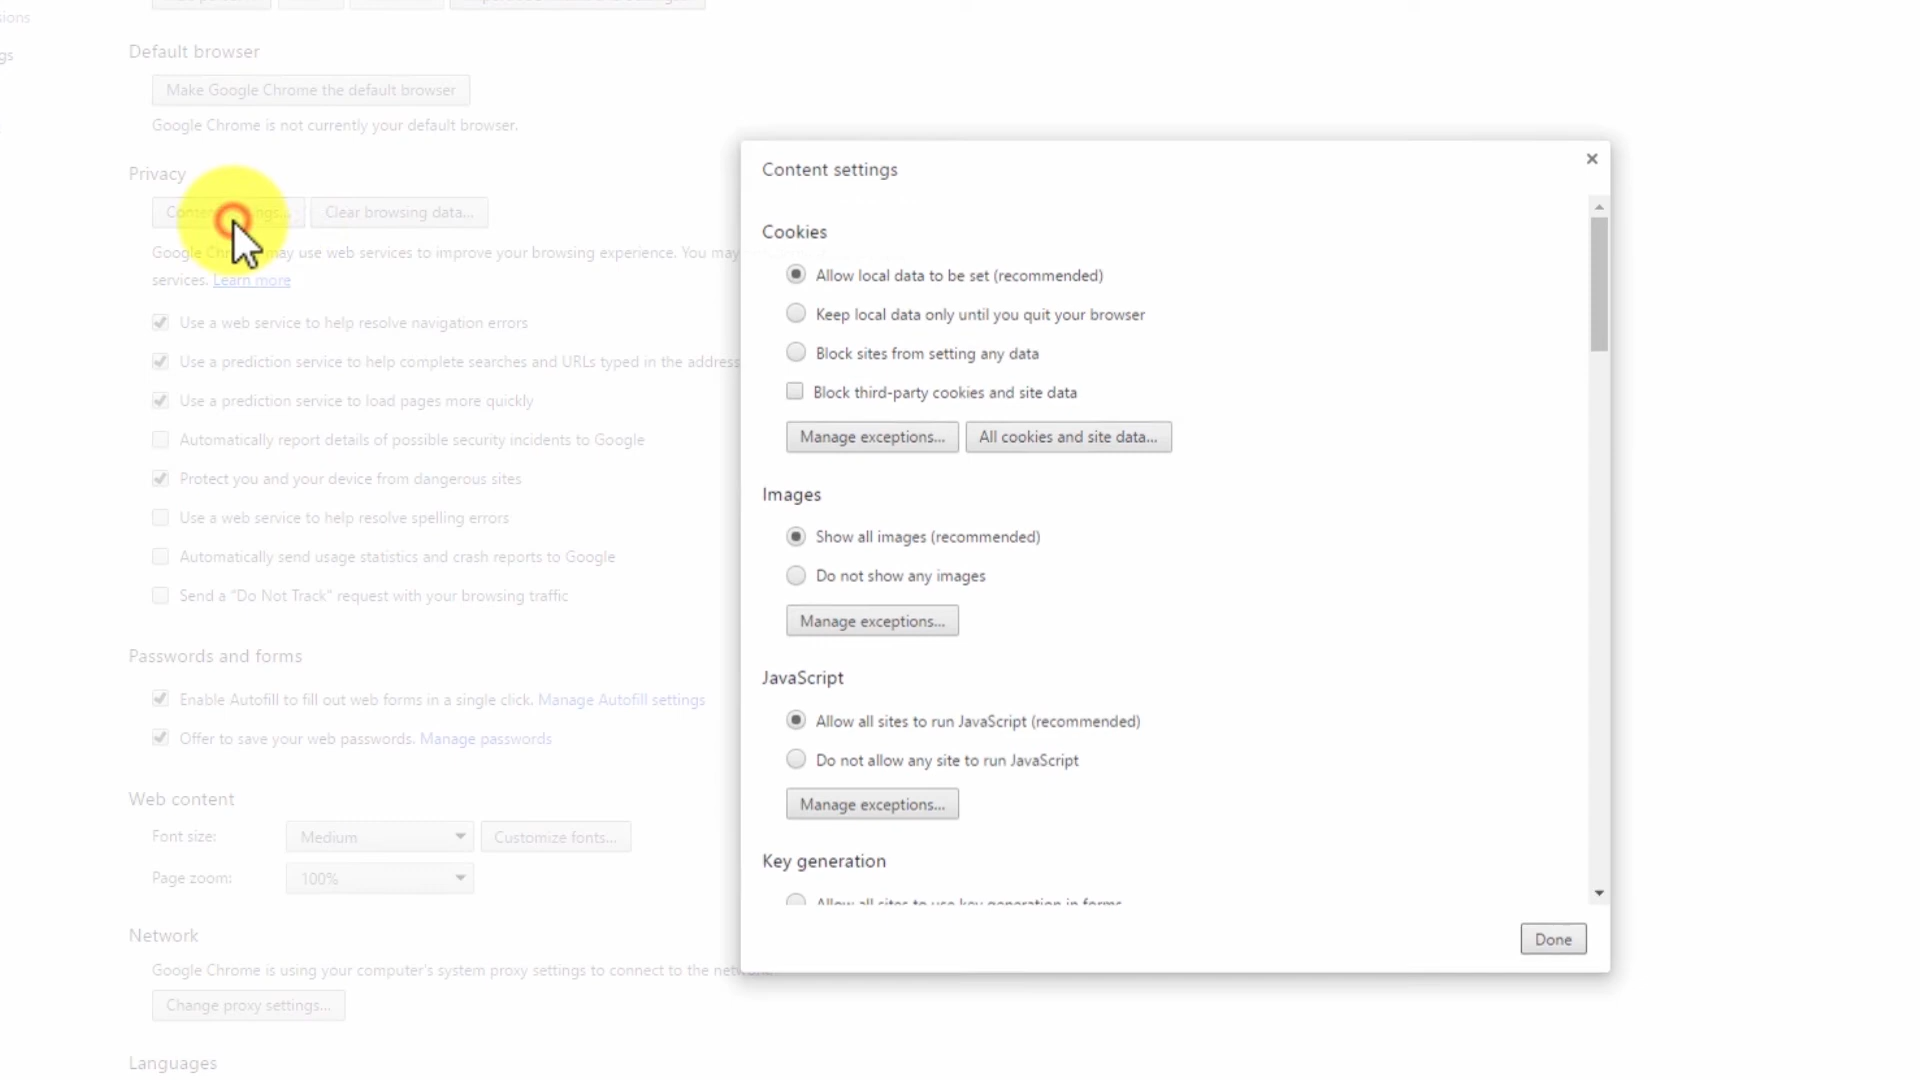 sions
gs
Default browser
Make Google Chrome the default browser
Google Chrome is not currently your default browser.
Privacy
Clear browsing data...
Google may use web services to improve your browsing experience. You may
services. Learn more
Use a web service to help resolve navigation errors
Use a prediction service to help complete searches and URLs typed in the address
Use a prediction service to load pages more quickly
Automatically report details of possible security incidents to Google
Protect you and your device from dangerous sites
Use a web service to help resolve spelling errors
Automatically send usage statistics and crash reports to Google
Send a "Do Not Track" request with your browsing traffic
Passwords and forms
Enable Autofill to fill out web forms in a single click. Manage Autofill settings
Offer to save your web passwords. Manage passwords
Web content
Font size: Medium Customize fonts...
Page zoom: 100%
Network
Google Chrome is using your computer's system proxy settings to connect to the
Change proxy settings...
Languages
Content settings
Cookies
Allow local data to be set (recommended)
Keep local data only until you quit your browser
Block sites from setting any data
Block third-party cookies and site data
Manage exceptions... All cookies and site data...
Images
Show all images (recommended)
Do not show any images
Manage exceptions...
JavaScript
Allow all sites to run JavaScript (recommended)
Do not allow any site to run JavaScript
Manage exceptions...
Key generation
Allow all sites to use key generation in forms
Done